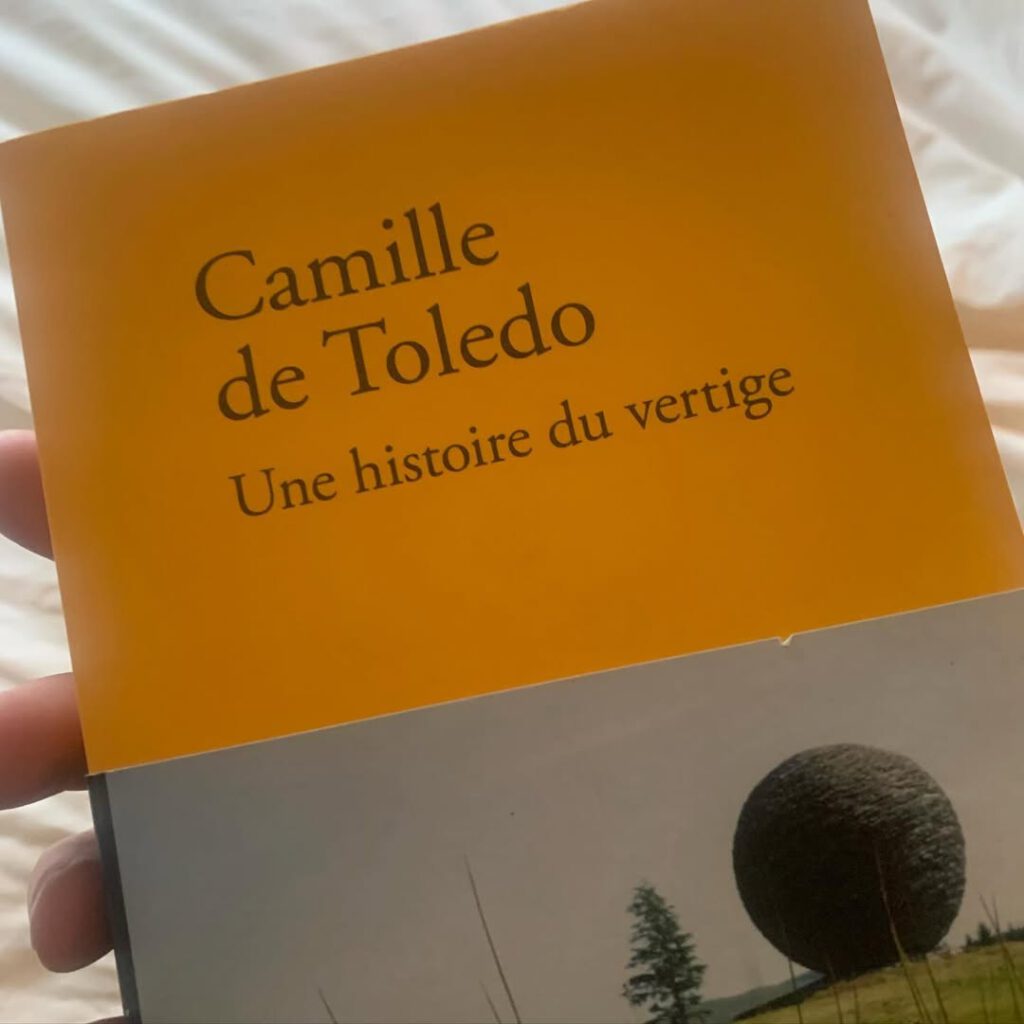 Camille
de Toledo
Une histoire du vertige